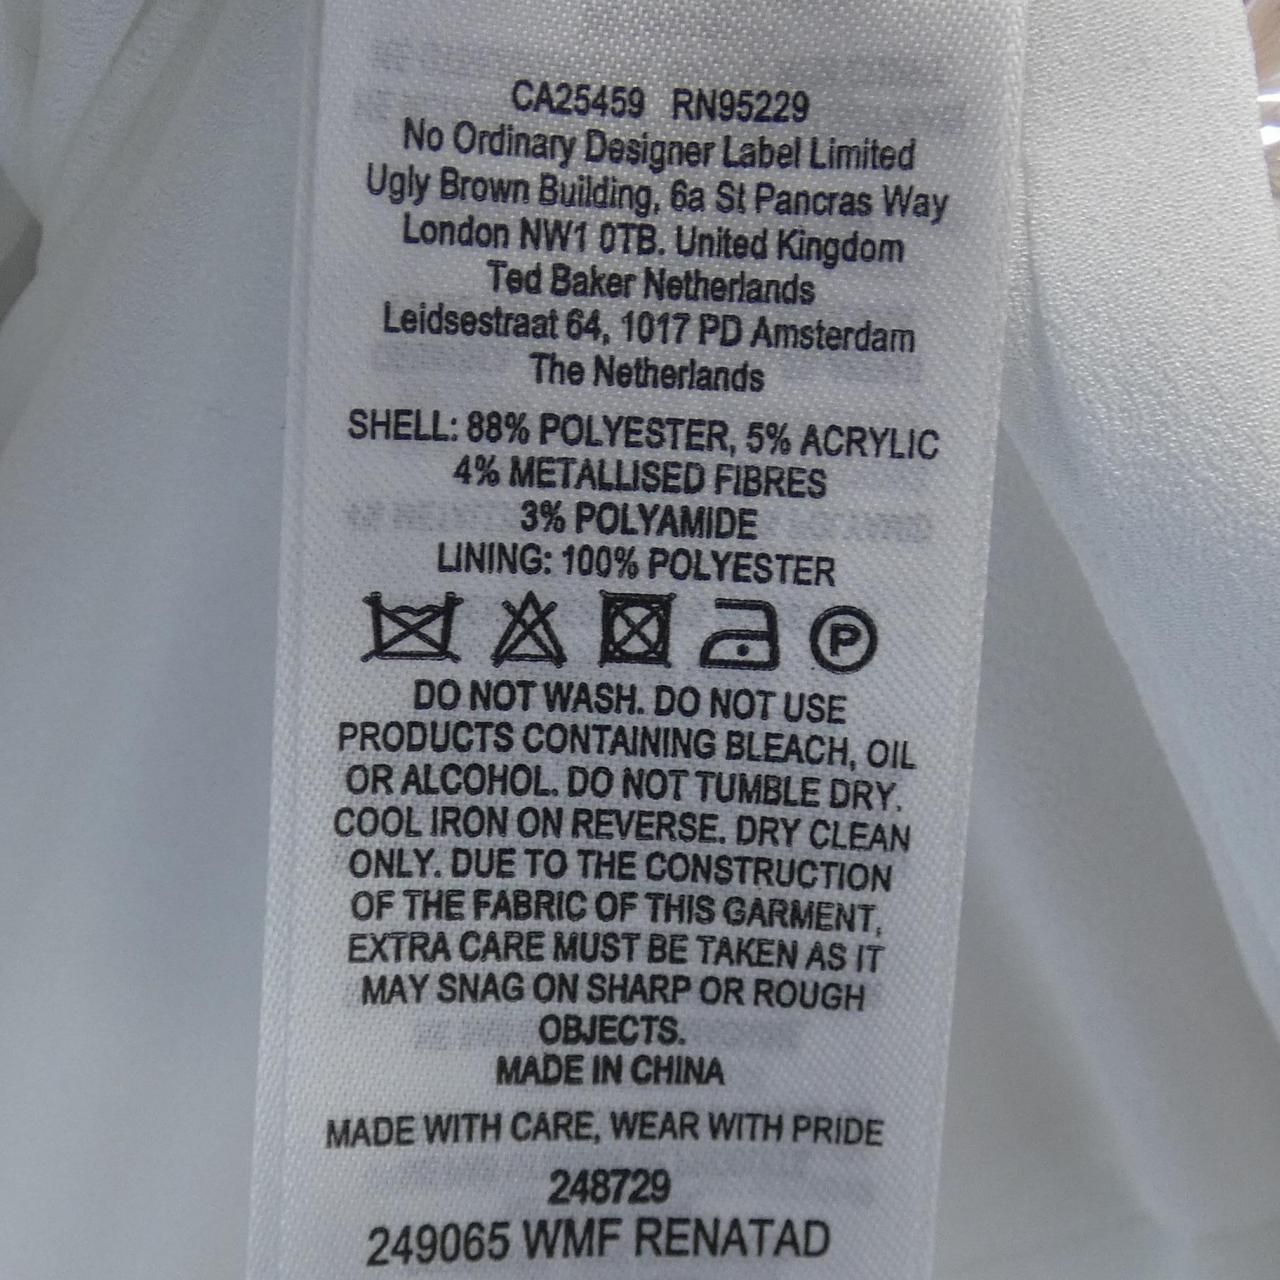 CA25459 RN95229
No Ordinary Designer Label Limited
Ugly Brown Building, 6a St Pancras Way
London NW1 0TB. United Kingdom
Ted Baker Netherlands
Leidsestraat 64, 1017 PD Amsterdam
The Netherlands
SHELL: 88% POLYESTER, 5% ACRYLIC
4% METALLISED FIBRES
3% POLYAMIDE
LINING: 100% POLYESTER
P
DO NOT WASH. DO NOT USE
PRODUCTS CONTAINING BLEACH, OIL
OR ALCOHOL. DO NOT TUMBLE DRY.
COOL IRON ON REVERSE. DRY CLEAN
ONLY. DUE TO THE CONSTRUCTION
OF THE FABRIC OF THIS GARMENT,
EXTRA CARE MUST BE TAKEN AS IT
MAY SNAG ON SHARP OR ROUGH
OBJECTS.
MADE IN CHINA
MADE WITH CARE, WEAR WITH PRIDE
248729
249065 WMF RENATAD